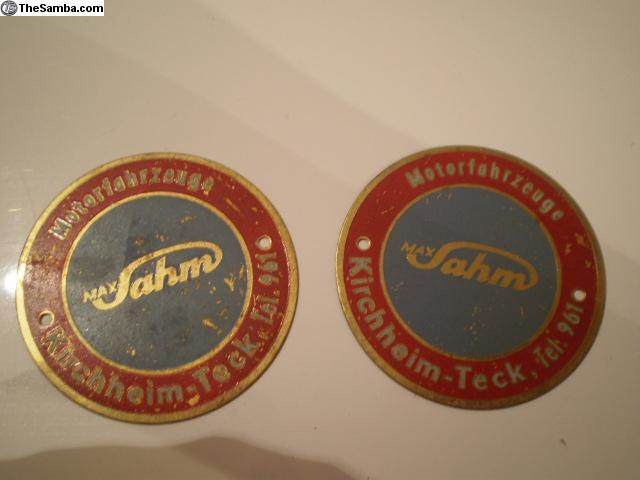 TheSamba.com
Motorfahrzeuge
MAX Sahm
Kirchheim-Teck, Tel. 961
Motorfahrzeuge
MAX Sahm
Kirchheim-Teck, Tel. 961